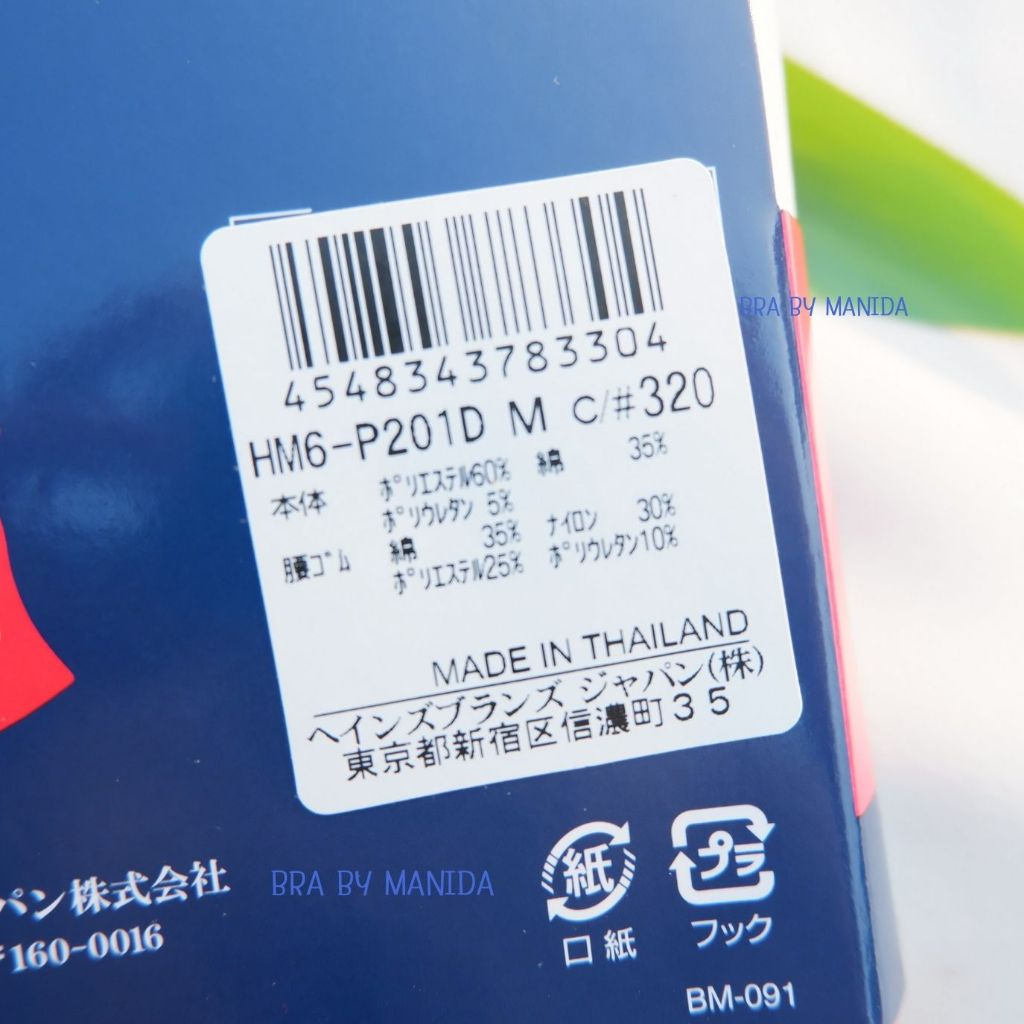 4548343783304
HM6-P201D M C/#320
本体 ポリエステル60% 綿 35%
ポリウレタン 5%
腰ゴム 綿 35% ナイロン 30%
ポリエステル25% ポリウレタン10%
MADE IN THAILAND
ヘインズブランズ ジャパン(株)
東京都新宿区信濃町35
BRA BY MANIDA
パン株式会社
〒160-0016
BRA BY MANIDA
紙
口紙
プラ
フック
BM-091